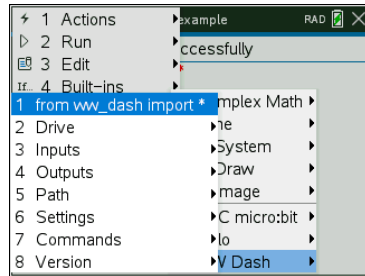 1 Actions
2 Run
3 Edit
If… 4 Built-ins
example RAD
ccessfully
*
1 from ww_dash import *
2 Drive
3 Inputs
4 Outputs
5 Path
6 Settings
7 Commands
8 Version
mplex Math
ne
System
Draw
mage
C micro:bit
lo
W Dash